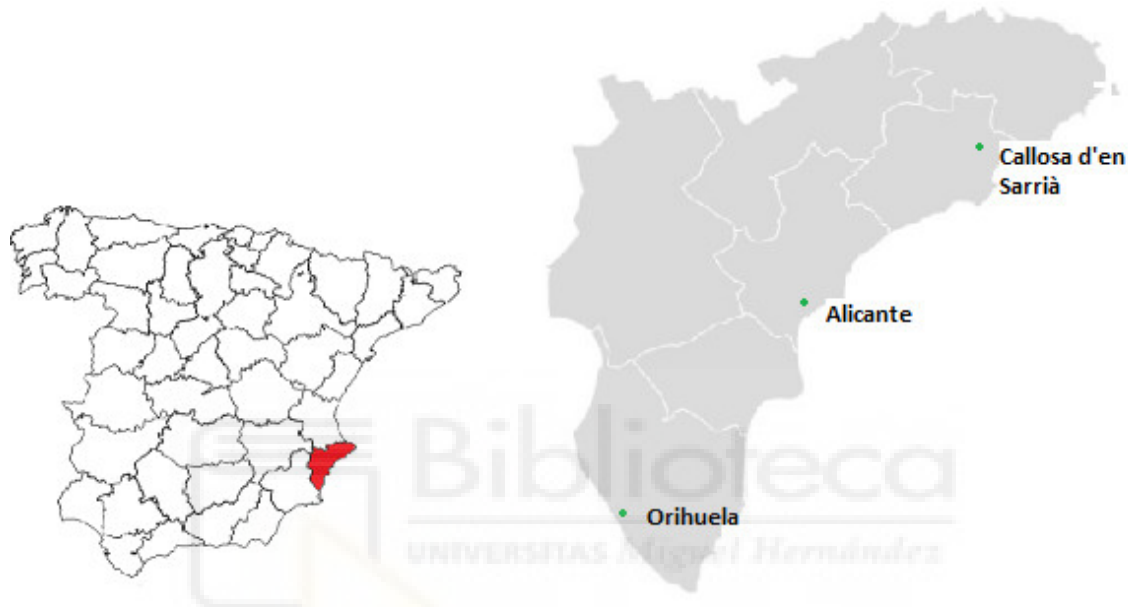 Callosa d'en
Sarrià
Alicante
Biblioteca
Orihuela
UNIVERSITAS Miguel Hernández